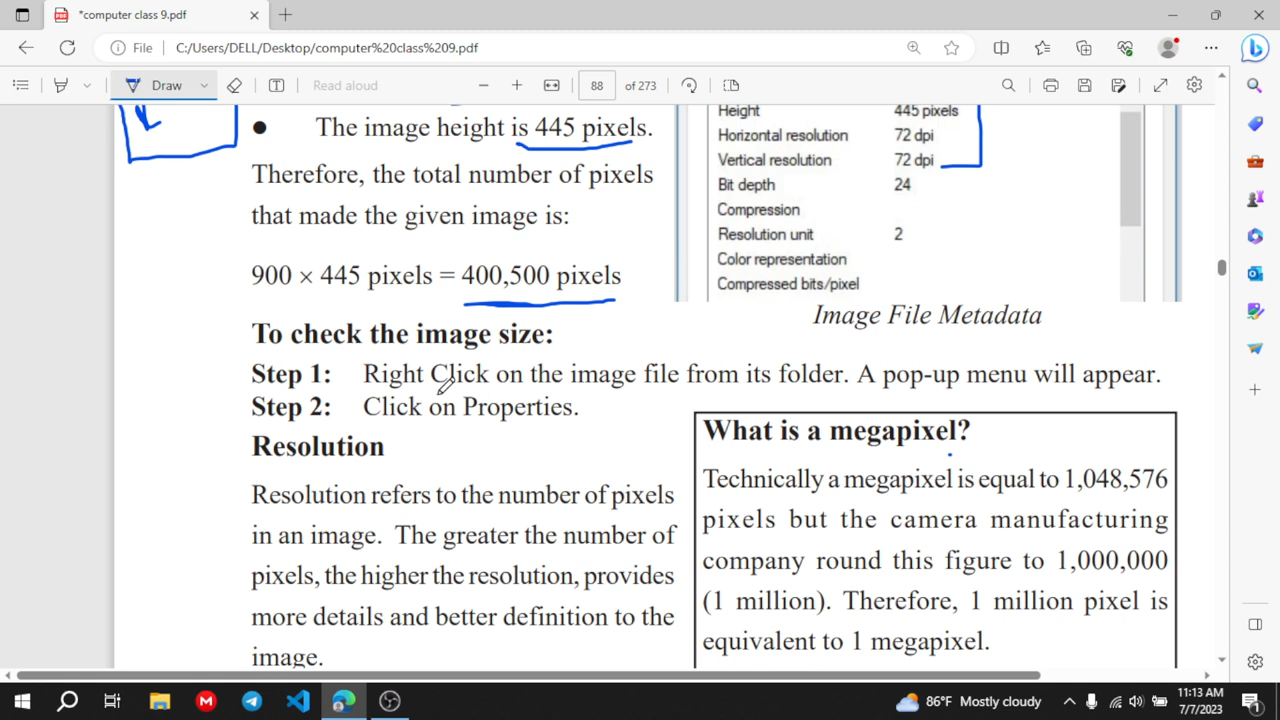 *computer class 9.pdf
File
C:/Users/DELL/Desktop/computer%20class%209.pdf
Draw
Read aloud
88
of 273
● The image height is 445 pixels.
Therefore, the total number of pixels
that made the given image is:
900 × 445 pixels = 400,500 pixels
Height 445 pixels
Horizontal resolution 72 dpi
Vertical resolution 72 dpi
Bit depth 24
Compression
Resolution unit 2
Color representation
Compressed bits/pixel
Image File Metadata
To check the image size:
Step 1: Right Click on the image file from its folder. A pop-up menu will appear.
Step 2: Click on Properties.
Resolution
Resolution refers to the number of pixels
in an image. The greater the number of
pixels, the higher the resolution, provides
more details and better definition to the
image.
What is a megapixel?
Technically a megapixel is equal to 1,048,576
pixels but the camera manufacturing
company round this figure to 1,000,000
(1 million). Therefore, 1 million pixel is
equivalent to 1 megapixel.
86°F Mostly cloudy
11:13 AM
7/7/2023